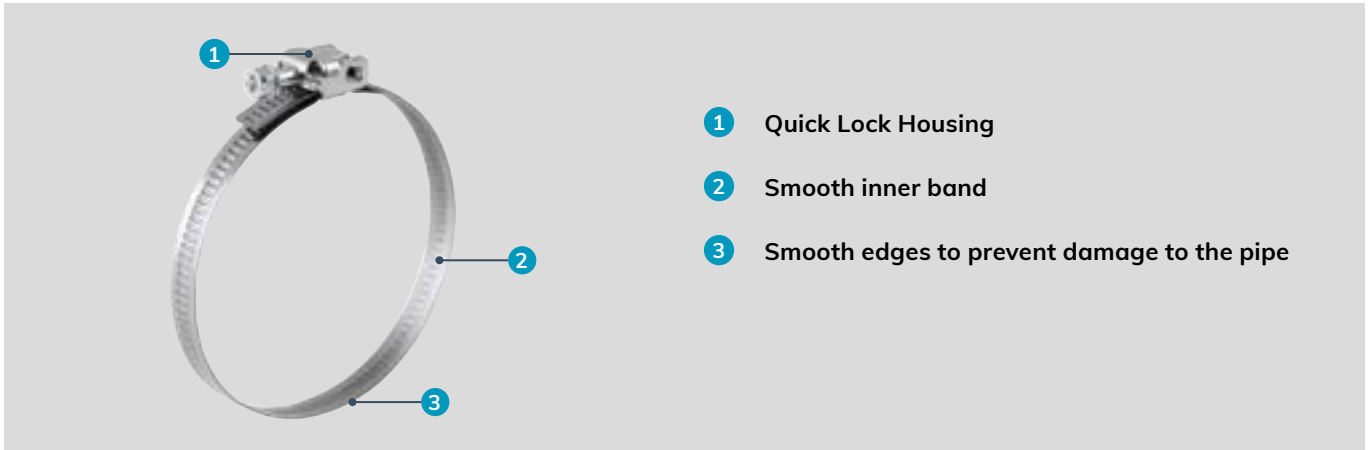 1
2
3
1 Quick Lock Housing
2 Smooth inner band
3 Smooth edges to prevent damage to the pipe